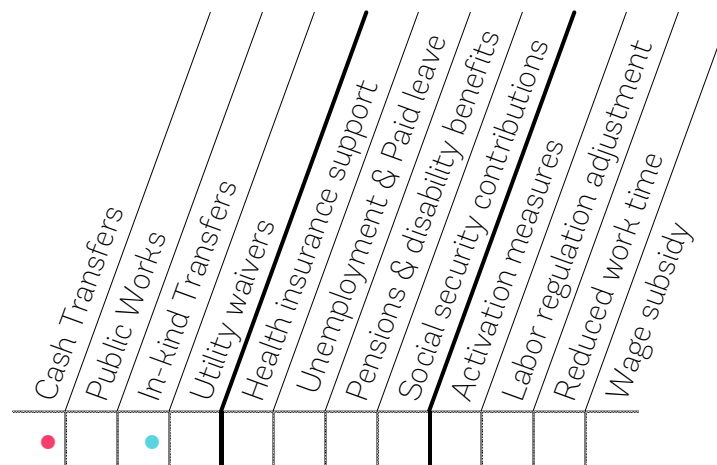 Cash Transfers
Public Works
In-kind Transfers
Utility waivers
Health insurance support
Unemployment & Paid leave
Pensions & disability benefits
Social security contributions
Activation measures
Labor regulation adjustment
Reduced work time
Wage subsidy